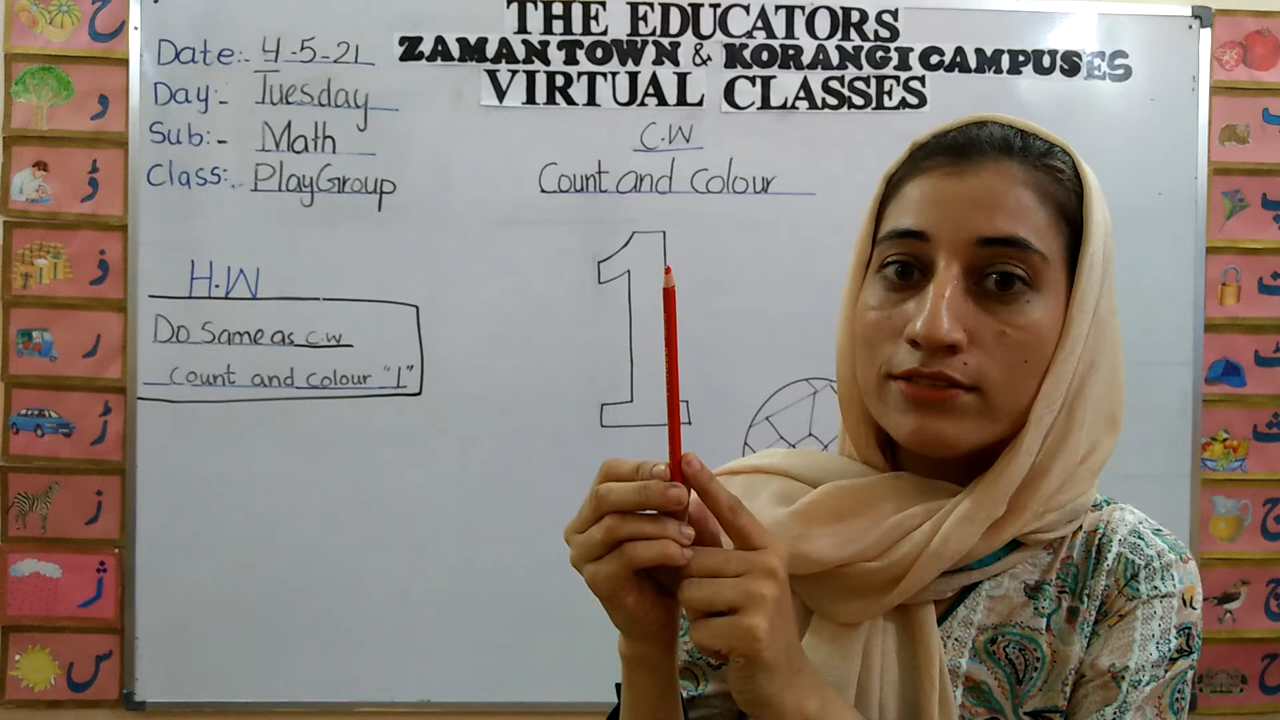 THE EDUCATORS
ZAMAN TOWN & KORANGI CAMPUSES
VIRTUAL CLASSES
Date:- 4-5-21
Day:- Tuesday
Sub:- Math
Class:- PlayGroup
C.W
Count and Colour
1
H.W
Do Same as C.W
Count and Colour "1"
ح
د
ڈ
ذ
ر
ڑ
ز
ژ
س
ب
پ
ت
ٹ
ث
ج
چ
ح